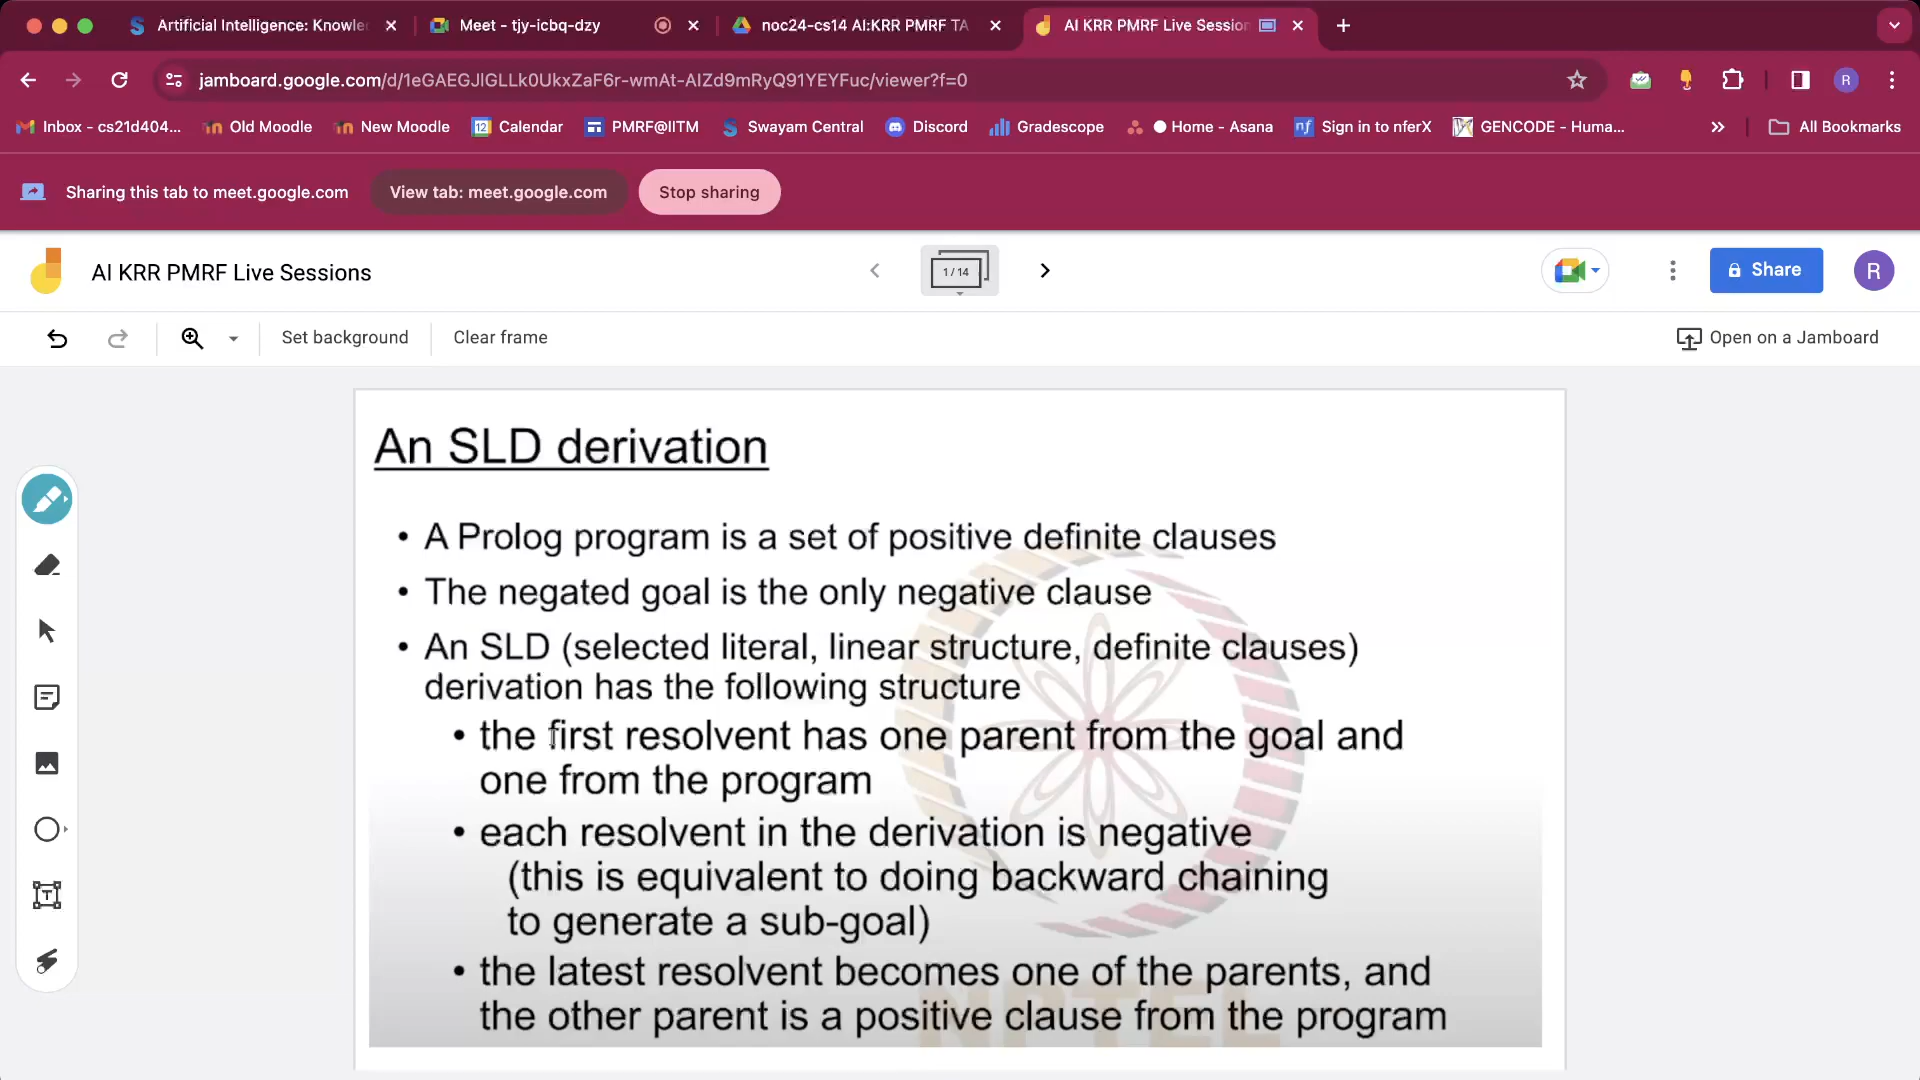 Artificial Intelligence: Knowle
Meet - tjy-icbq-dzy
noc24-cs14 AI:KRR PMRF TA
AI KRR PMRF Live Session
jamboard.google.com/d/1eGAEGJlGLLk0UkxZaF6r-wmAt-AIZd9mRyQ91YEYFuc/viewer?f=0
R
Inbox - cs21d404...
Old Moodle
New Moodle
12
Calendar
PMRF@IITM
Swayam Central
Discord
Gradescope
Home - Asana
nf
Sign in to nferX
GENCODE - Huma...
All Bookmarks
Sharing this tab to meet.google.com
View tab: meet.google.com
Stop sharing
AI KRR PMRF Live Sessions
1 / 14
Share
R
Set background
Clear frame
Open on a Jamboard
An SLD derivation
• A Prolog program is a set of positive definite clauses
• The negated goal is the only negative clause
• An SLD (selected literal, linear structure, definite clauses)
derivation has the following structure
• the first resolvent has one parent from the goal and
one from the program
• each resolvent in the derivation is negative
(this is equivalent to doing backward chaining
to generate a sub-goal)
• the latest resolvent becomes one of the parents, and
the other parent is a positive clause from the program
NPTEL